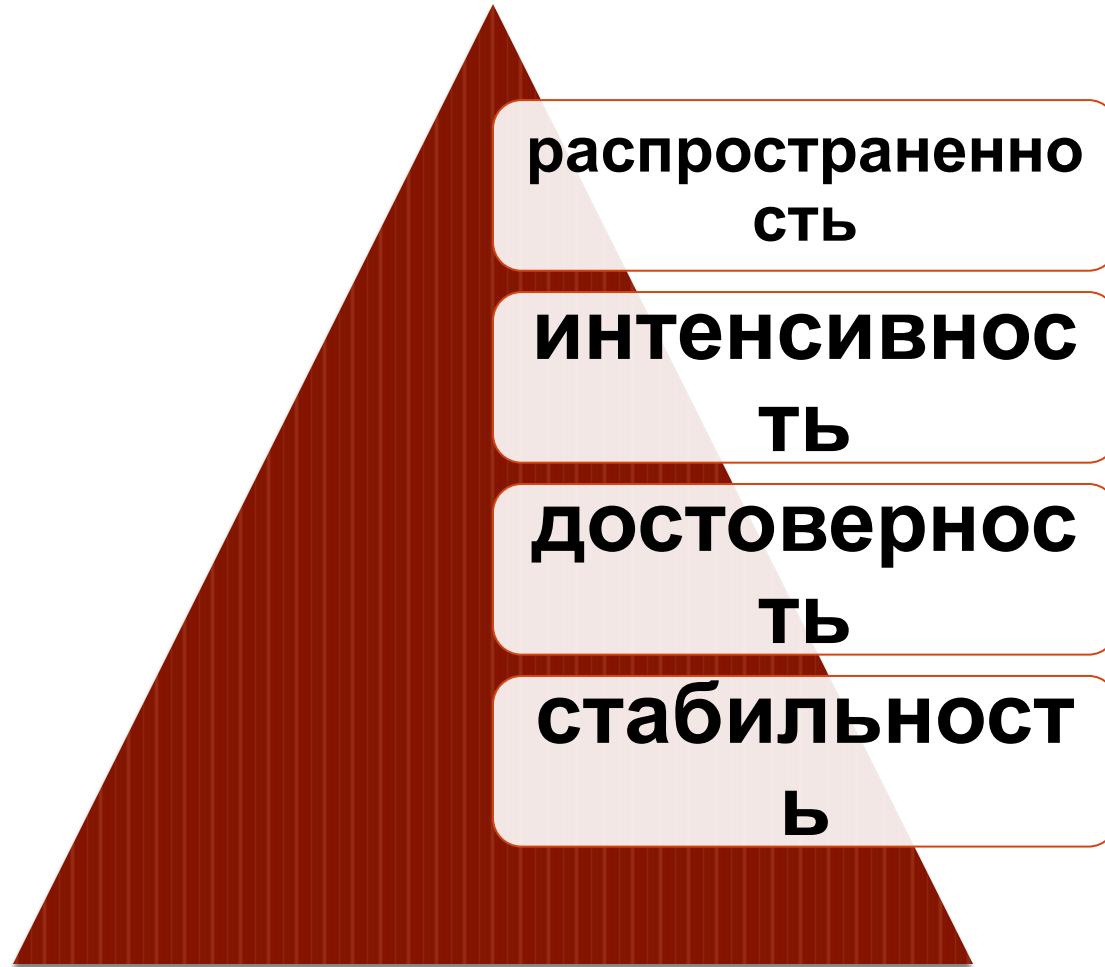 распространенно
сть
интенсивнос
ть
достовернос
ть
стабильност
ь